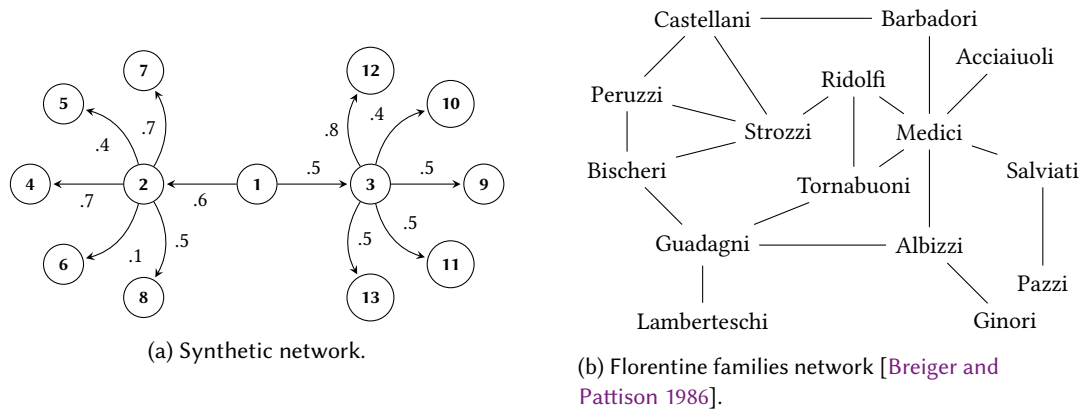 7
5
.7
.4
4
2
.7
.6
1
6
.1
.5
8
12
10
.4
.8
.5
3
.5
9
.5
.5
11
13
(a) Synthetic network.
Castellani
Barbadori
Acciaiuoli
Ridolfi
Peruzzi
Strozzi
Medici
Bischeri
Tornabuoni
Salviati
Guadagni
Albizzi
Pazzi
Lamberteschi
Ginori
(b) Florentine families network [Breiger and
Pattison 1986].